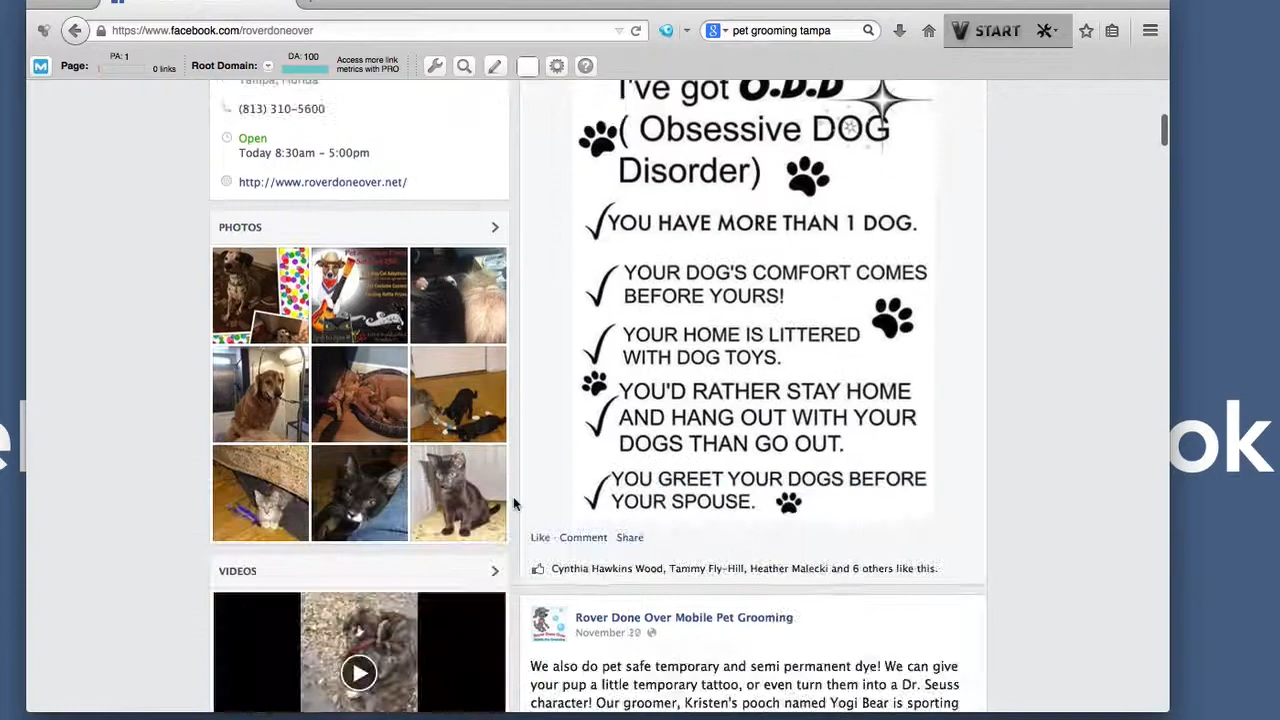 https://www.facebook.com/roverdoneover
pet grooming tampa
START
Page:
PA: 1
0 links
Root Domain:
DA: 100
Access more link
metrics with PRO
Tampa, Florida
(813) 310-5600
Open
Today 8:30am - 5:00pm
http://www.roverdoneover.net/
PHOTOS
VIDEOS
I've got O.D.D
( Obsessive DOG
Disorder)
YOU HAVE MORE THAN 1 DOG.
YOUR DOG'S COMFORT COMES
BEFORE YOURS!
YOUR HOME IS LITTERED
WITH DOG TOYS.
YOU'D RATHER STAY HOME
AND HANG OUT WITH YOUR
DOGS THAN GO OUT.
YOU GREET YOUR DOGS BEFORE
YOUR SPOUSE.
Like · Comment Share
Cynthia Hawkins Wood, Tammy Fly-Hill, Heather Malecki and 6 others like this.
Rover Done Over Mobile Pet Grooming
November 20
We also do pet safe temporary and semi permanent dye! We can give
your pup a little temporary tattoo, or even turn them into a Dr. Seuss
character! Our groomer, Kristen's pooch named Yogi Bear is sporting
ok